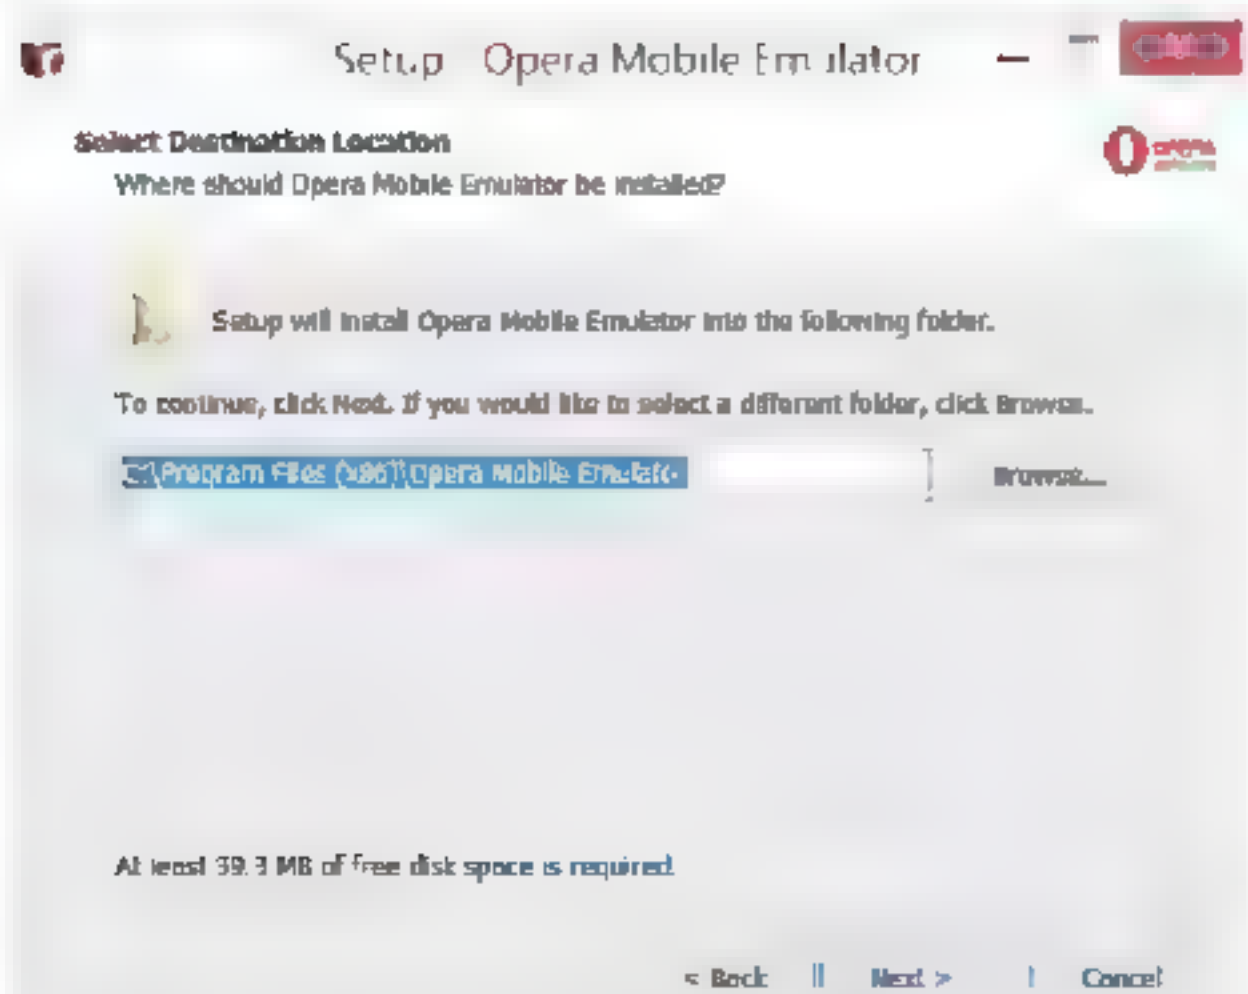 Setup Opera Mobile Emulator
Select Destination Location
Where should Opera Mobile Emulator be installed?
Setup will install Opera Mobile Emulator into the following folder.
To continue, click Next. If you would like to select a different folder, click Browse.
C:\Program Files (x86)\Opera Mobile Emulator
Browse...
At least 39.3 MB of free disk space is required.
< Back Next > Cancel